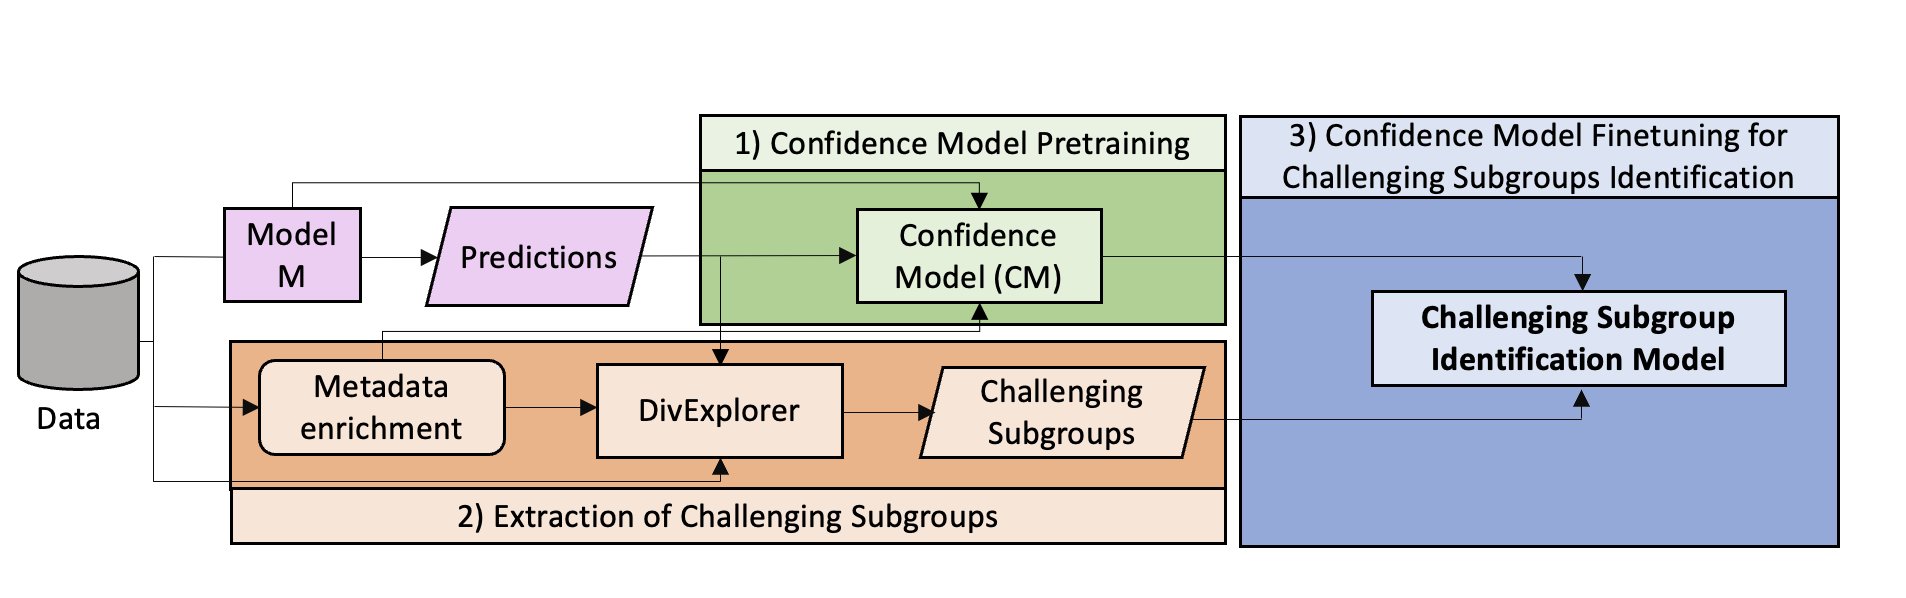 1) Confidence Model Pretraining
3) Confidence Model Finetuning for
Challenging Subgroups Identification
Model
M
Predictions
Confidence
Model (CM)
Challenging Subgroup
Identification Model
Data
Metadata
enrichment
DivExplorer
Challenging
Subgroups
2) Extraction of Challenging Subgroups